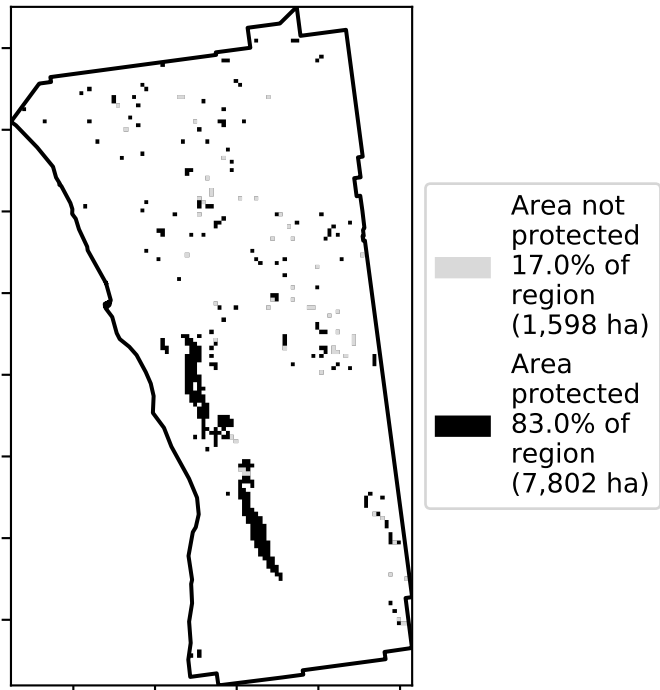 Area not
protected
17.0% of
region
(1,598 ha)
Area
protected
83.0% of
region
(7,802 ha)